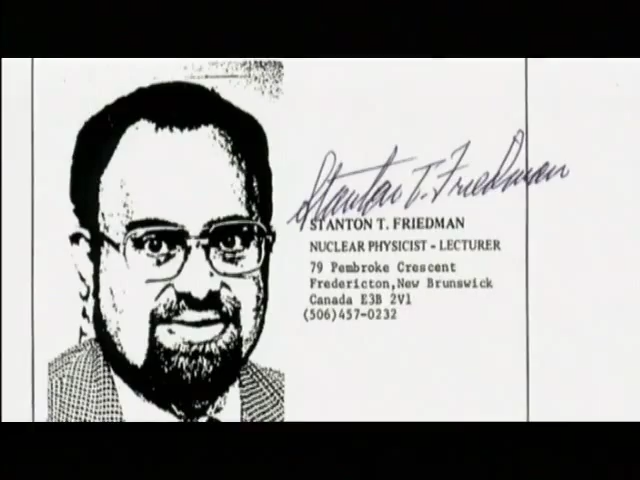 Stanton T. Friedman
STANTON T. FRIEDMAN
NUCLEAR PHYSICIST - LECTURER
79 Pembroke Crescent
Fredericton,New Brunswick
Canada E3B 2V1
(506)457-0232